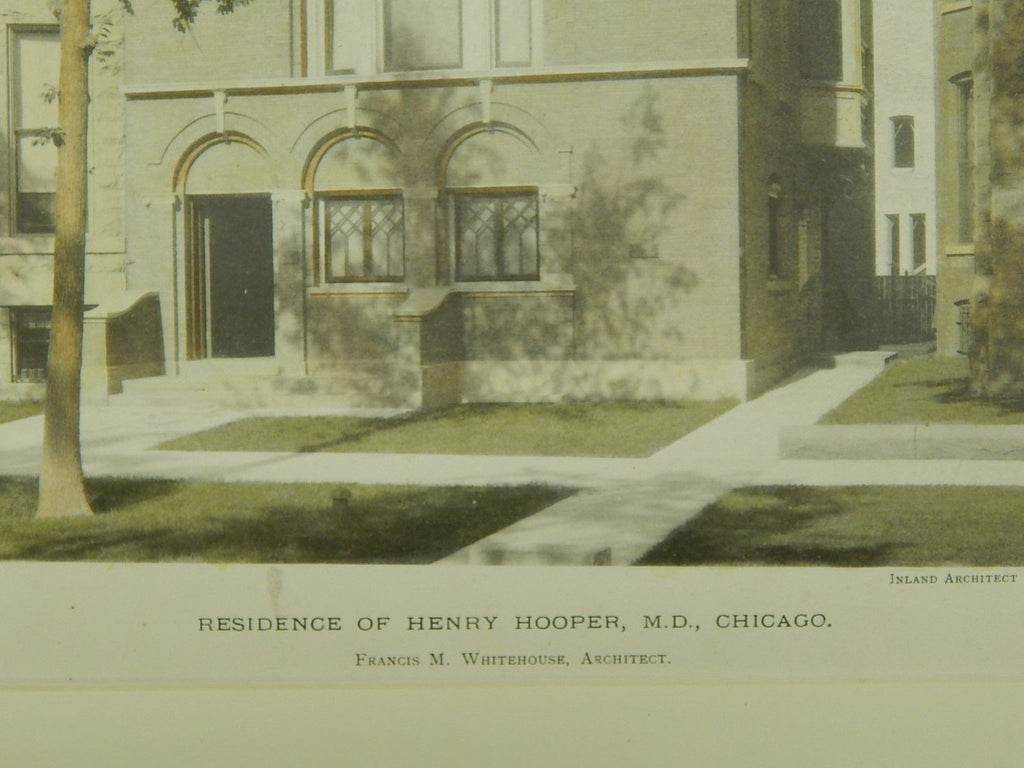 INLAND ARCHITECT
RESIDENCE OF HENRY HOOPER, M.D., CHICAGO.
FRANCIS M. WHITEHOUSE, ARCHITECT.